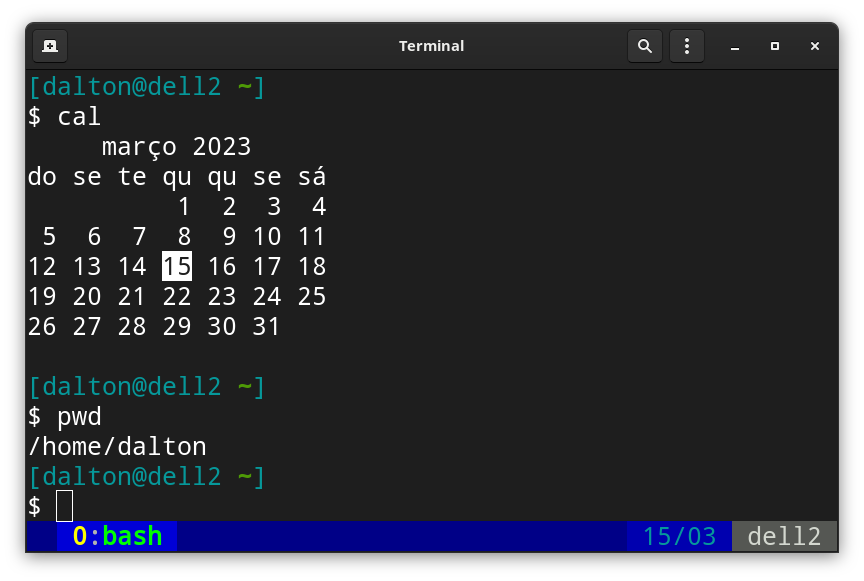 Terminal
[dalton@dell2 ~]
$ cal
     março 2023
do se te qu qu se sá
          1  2  3  4
 5  6  7  8  9 10 11
12 13 14 15 16 17 18
19 20 21 22 23 24 25
26 27 28 29 30 31
[dalton@dell2 ~]
$ pwd
/home/dalton
[dalton@dell2 ~]
$
0:bash 15/03 dell2